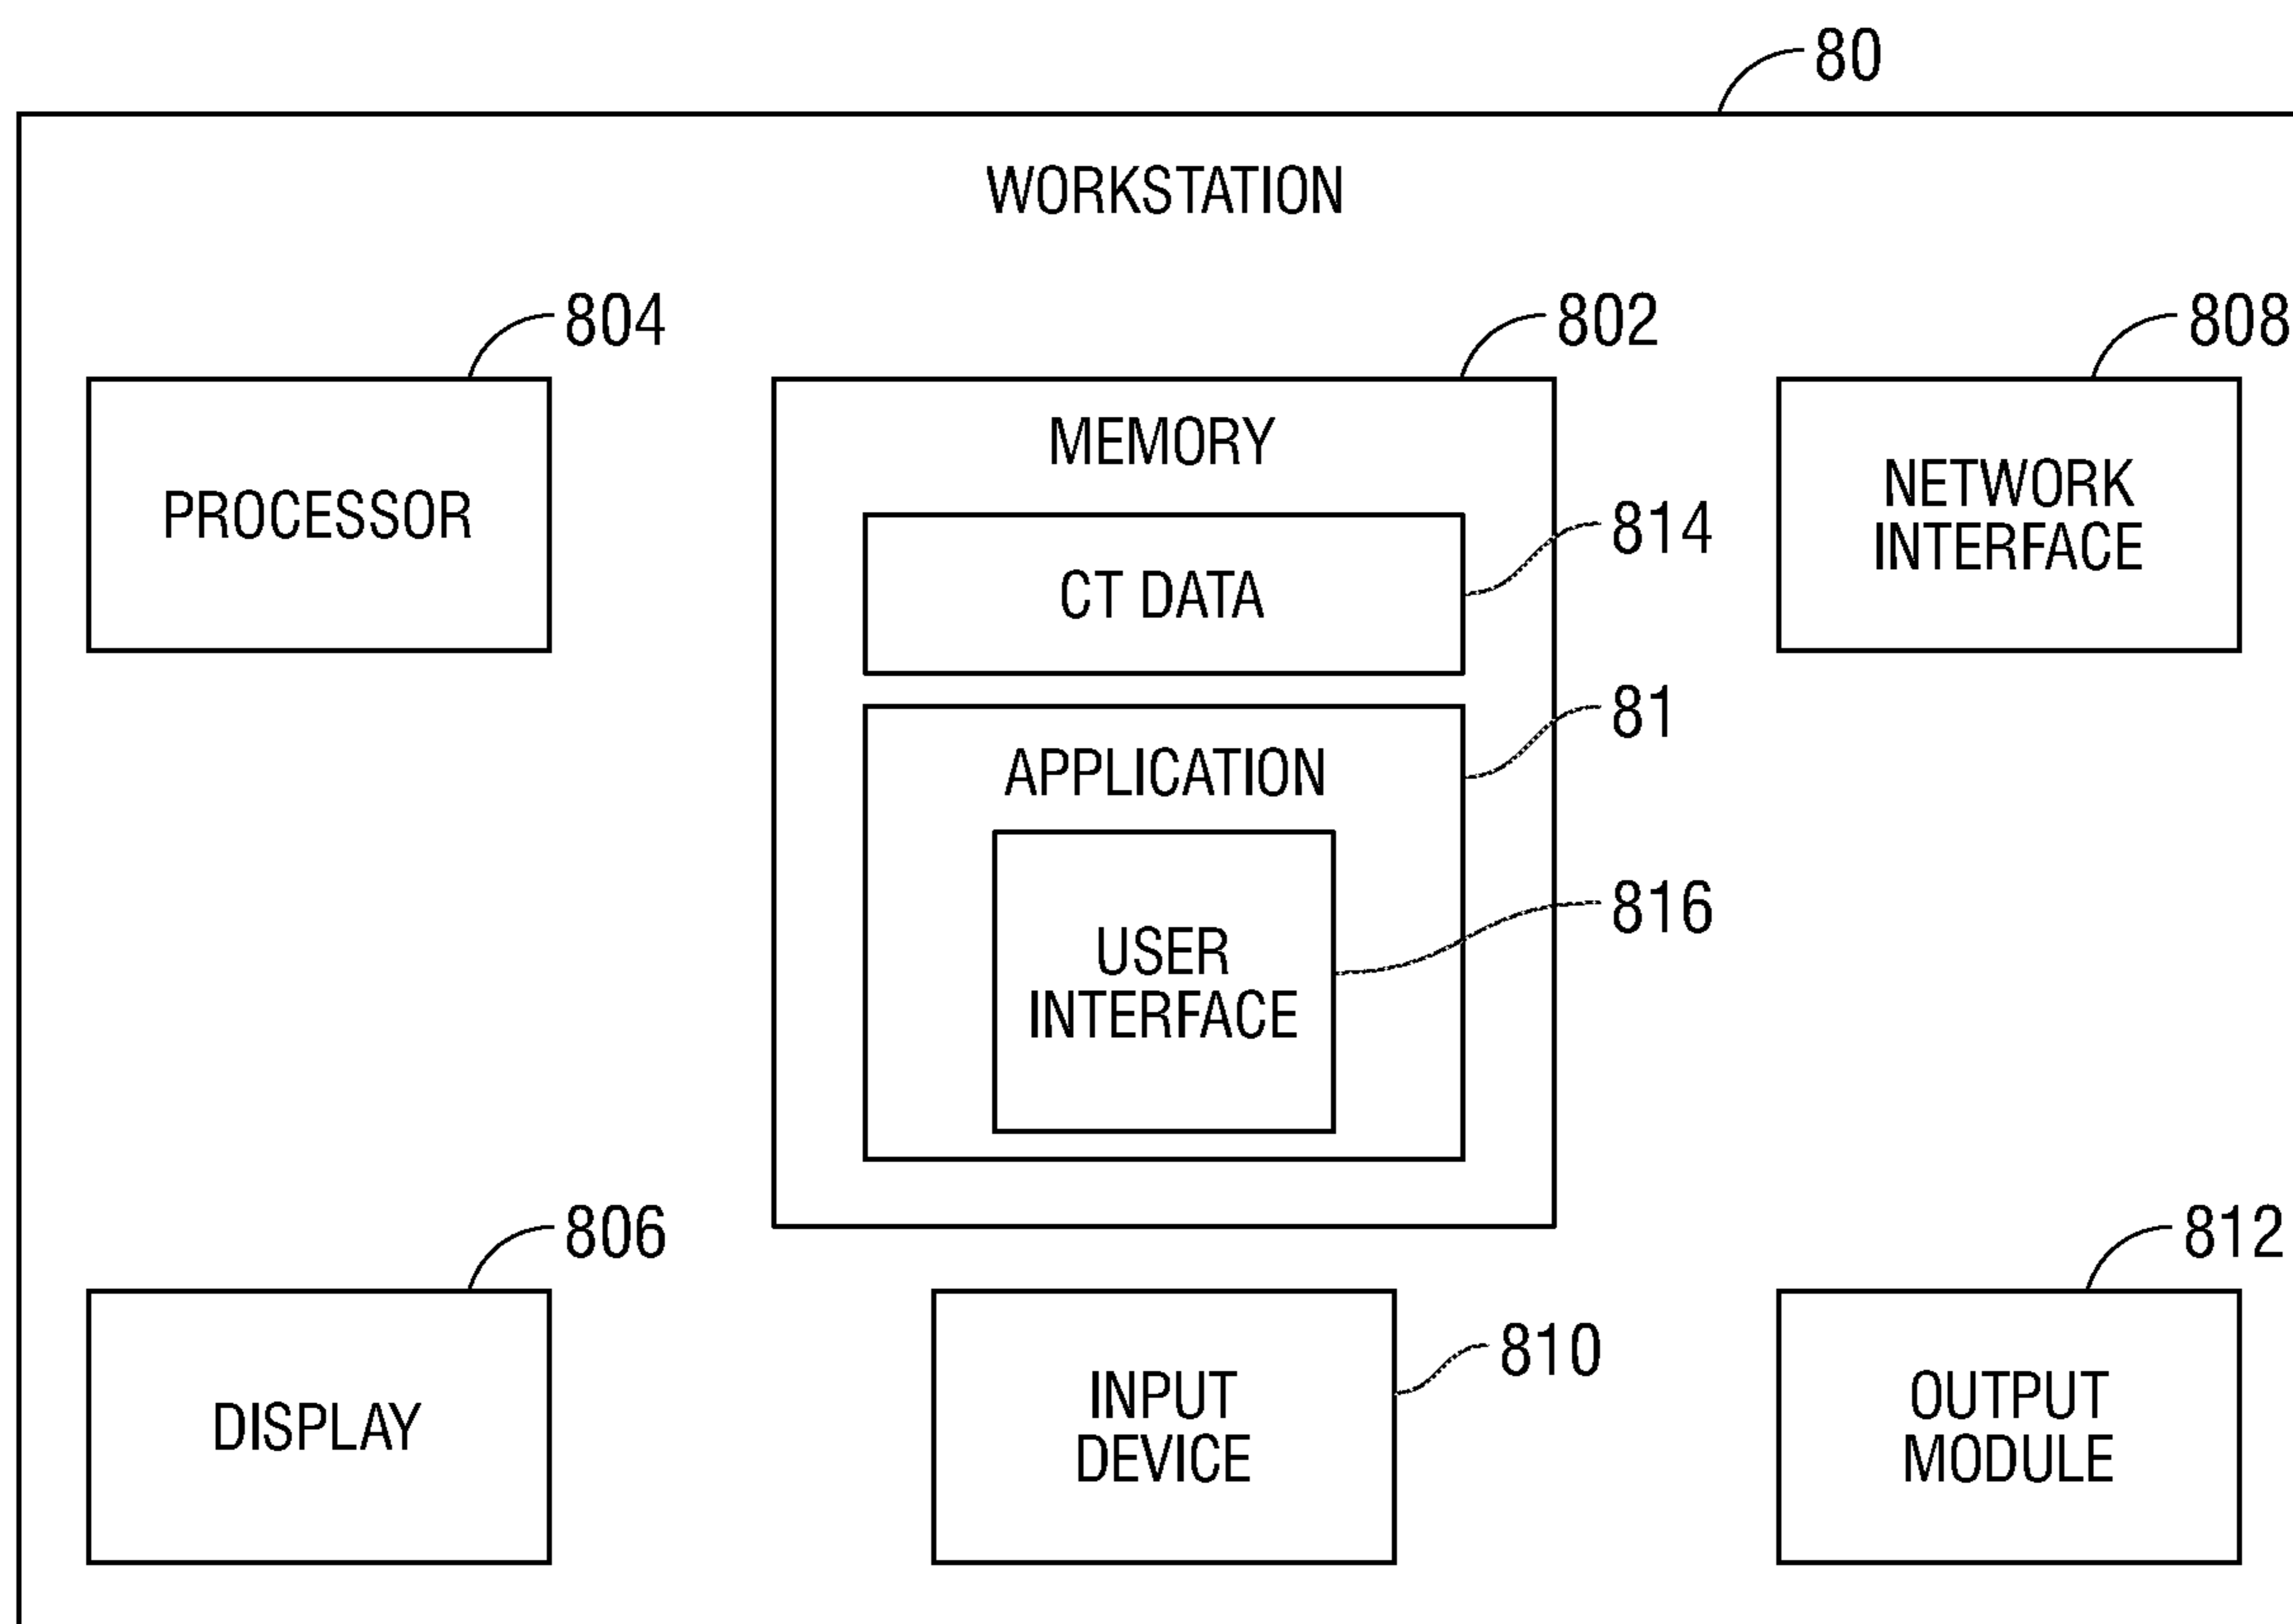 80
WORKSTATION
804
802
808
PROCESSOR
MEMORY
NETWORK
INTERFACE
CT DATA
814
APPLICATION
81
USER
INTERFACE
816
806
812
DISPLAY
INPUT
DEVICE
810
OUTPUT
MODULE